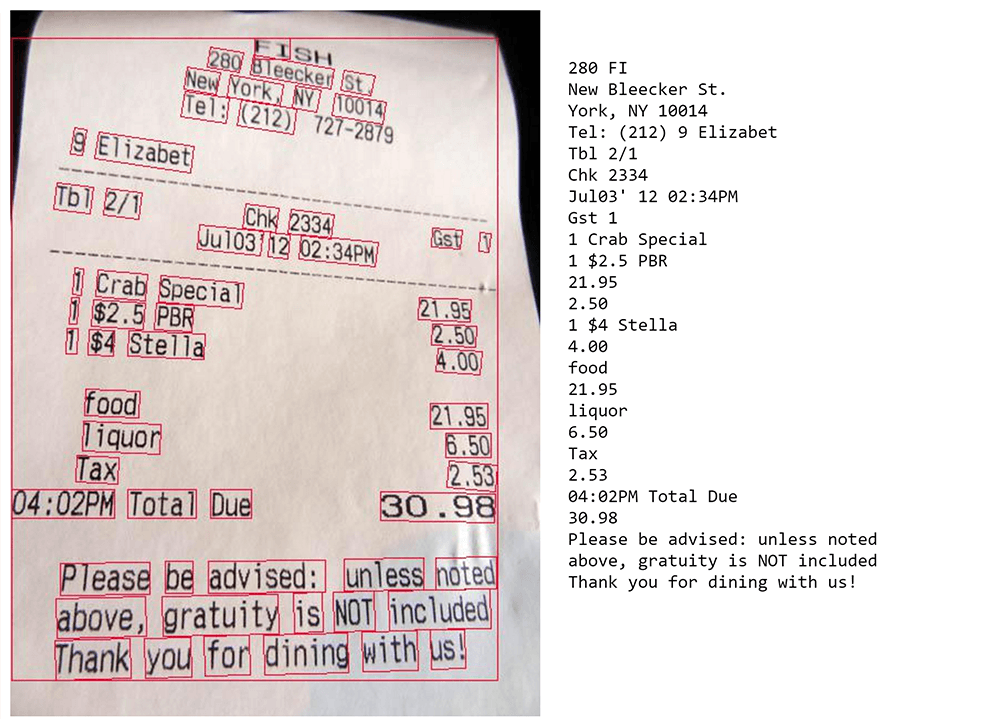 FISH
280 Bleecker St.
New York, NY 10014
Tel: (212) 727-2879
9 Elizabet
Tbl 2/1 Chk 2334 Gst 1
Jul03'12 02:34PM
1 Crab Special 21.95
1 $2.5 PBR 2.50
1 $4 Stella 4.00
food 21.95
liquor 6.50
Tax 2.53
04:02PM Total Due 30.98
Please be advised: unless noted
above, gratuity is NOT included
Thank you for dining with us!
280 FI
New Bleecker St.
York, NY 10014
Tel: (212) 9 Elizabet
Tbl 2/1
Chk 2334
Jul03' 12 02:34PM
Gst 1
1 Crab Special
1 $2.5 PBR
21.95
2.50
1 $4 Stella
4.00
food
21.95
liquor
6.50
Tax
2.53
04:02PM Total Due
30.98
Please be advised: unless noted
above, gratuity is NOT included
Thank you for dining with us!